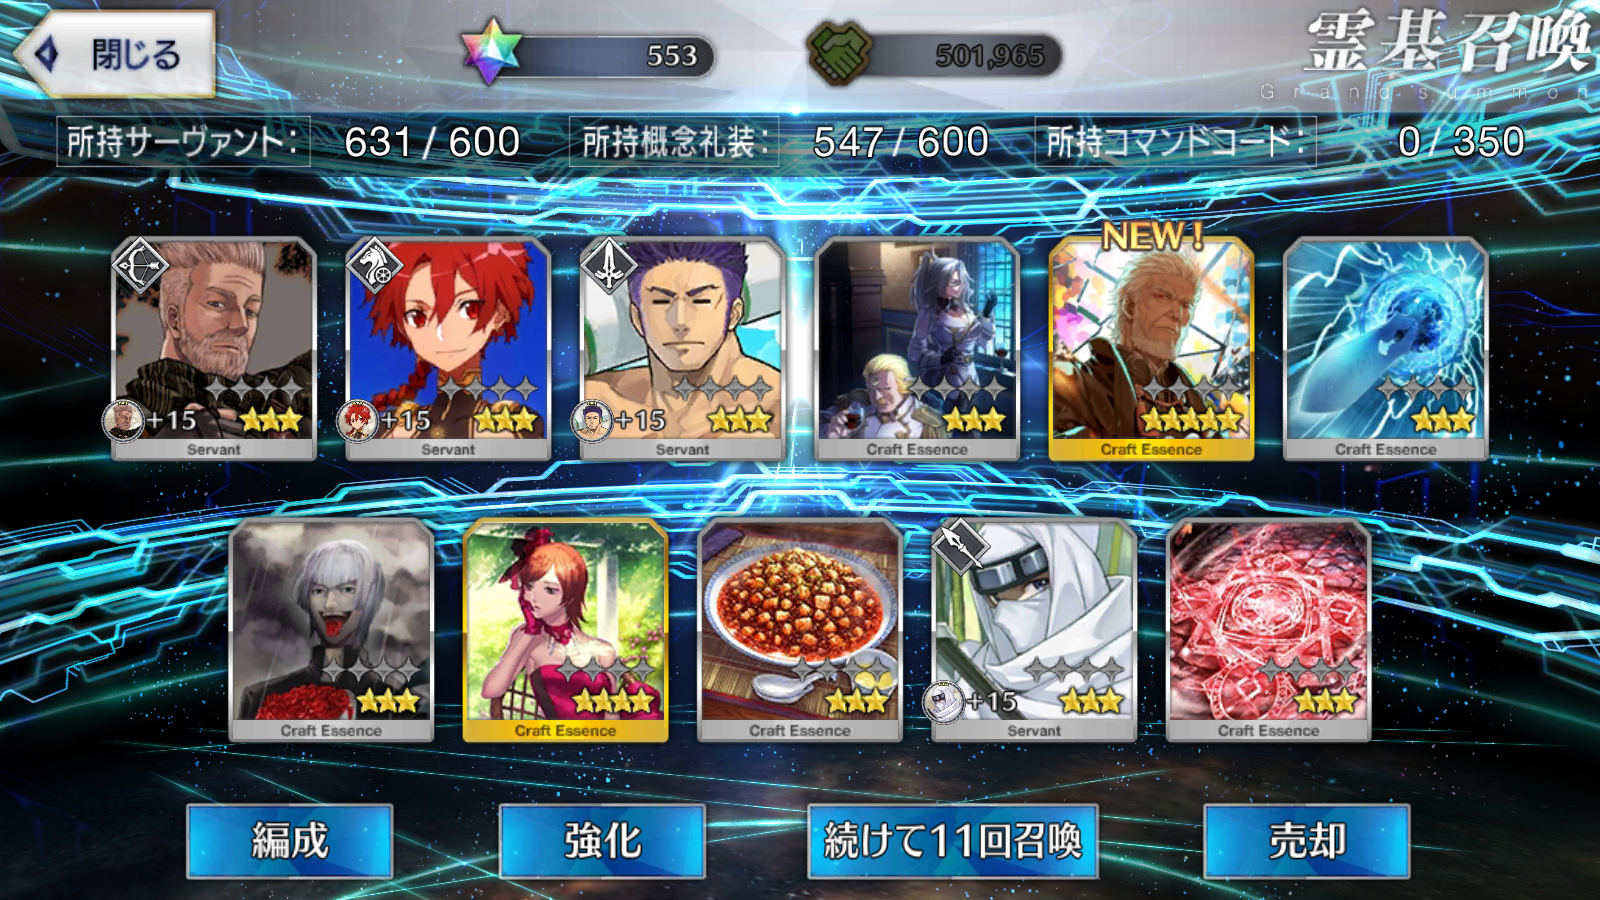 閉じる
553
501,965
霊基召喚
Grand summon
所持サーヴァント: 631 / 600
所持概念礼装: 547 / 600
所持コマンドコード: 0 / 350
NEW!
+15
+15
+15
Servant
Servant
Servant
Craft Essence
Craft Essence
Craft Essence
+15
Craft Essence
Craft Essence
Craft Essence
Servant
Craft Essence
編成
強化
続けて11回召喚
売却